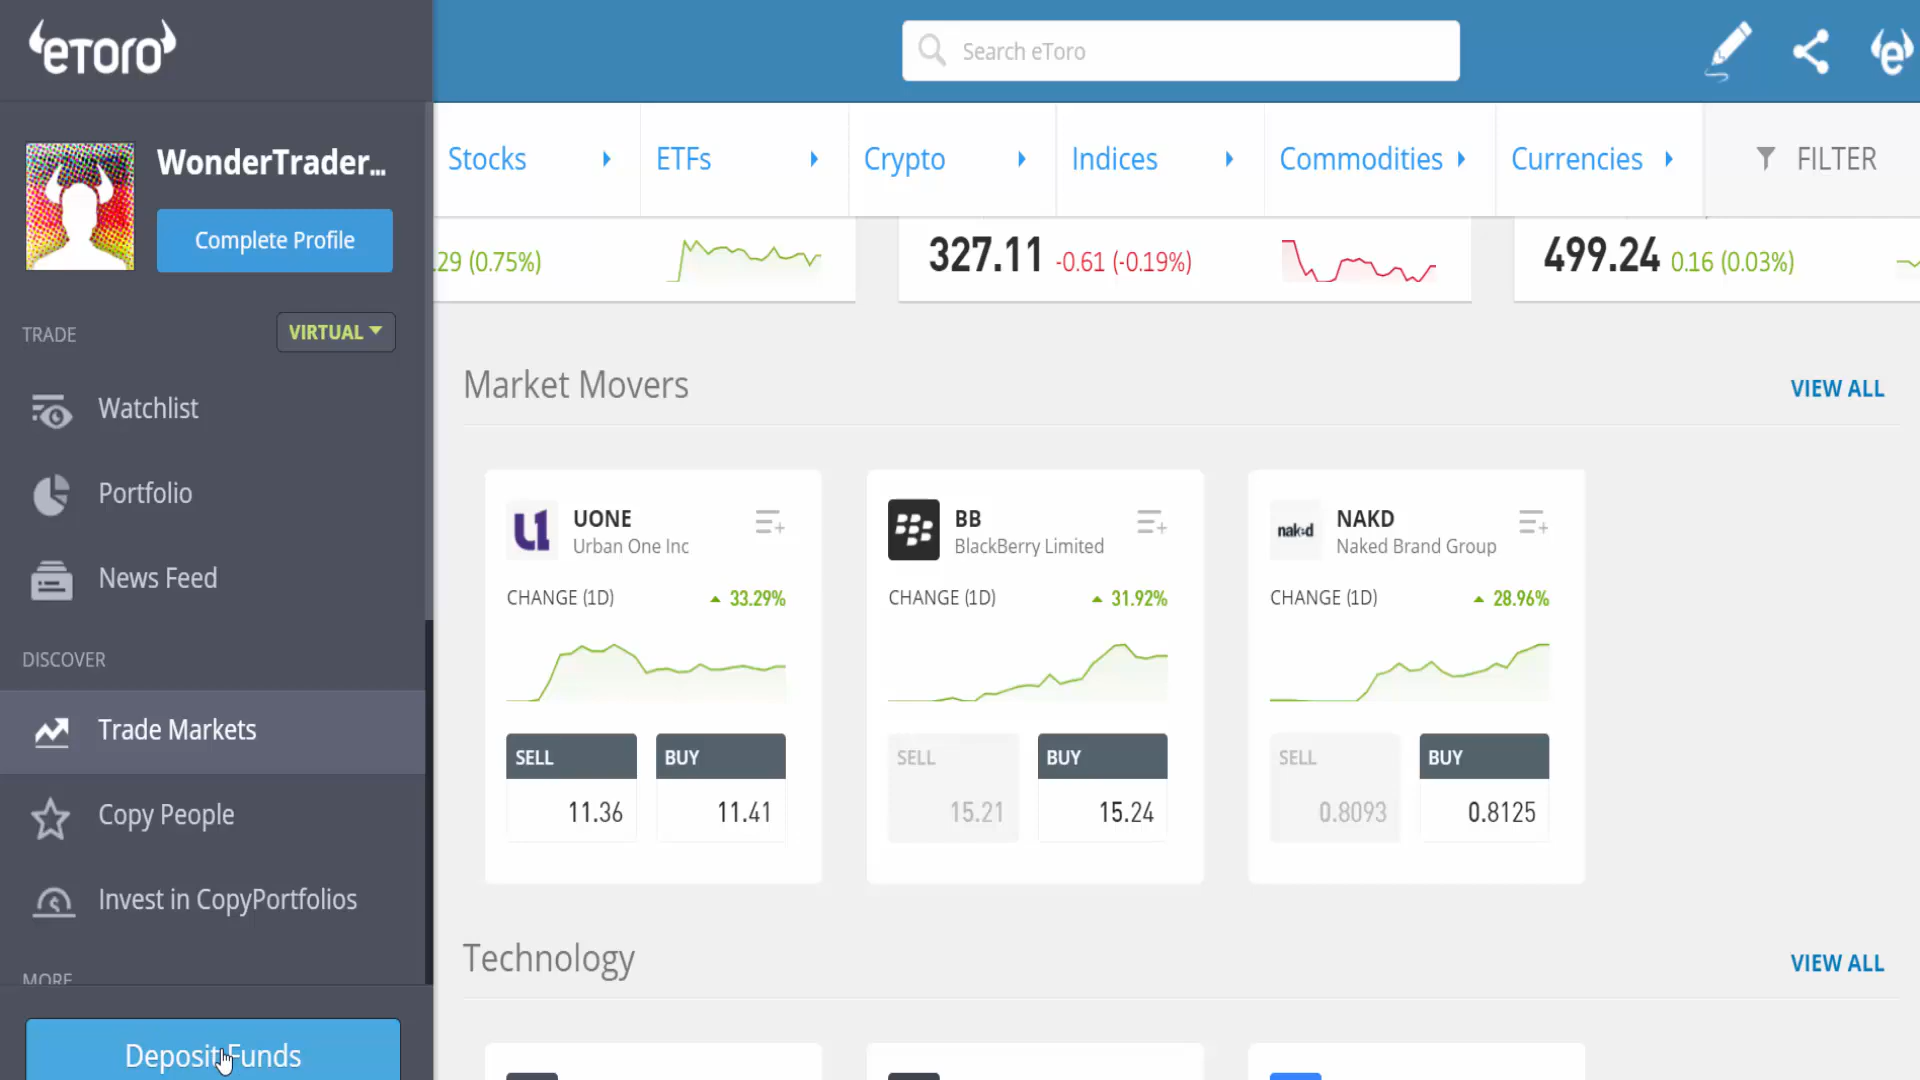 eToro
Search eToro
WonderTrader...
Complete Profile
TRADE
VIRTUAL
Watchlist
Portfolio
News Feed
DISCOVER
Trade Markets
Copy People
Invest in CopyPortfolios
MORE
Deposit Funds
Stocks
ETFs
Crypto
Indices
Commodities
Currencies
FILTER
.29 (0.75%)
327.11 -0.61 (-0.19%)
499.24 0.16 (0.03%)
Market Movers
VIEW ALL
UONE
Urban One Inc
CHANGE (1D) 33.29%
SELL BUY
11.36 11.41
BB
BlackBerry Limited
CHANGE (1D) 31.92%
SELL BUY
15.21 15.24
naked
NAKD
Naked Brand Group
CHANGE (1D) 28.96%
SELL BUY
0.8093 0.8125
Technology
VIEW ALL